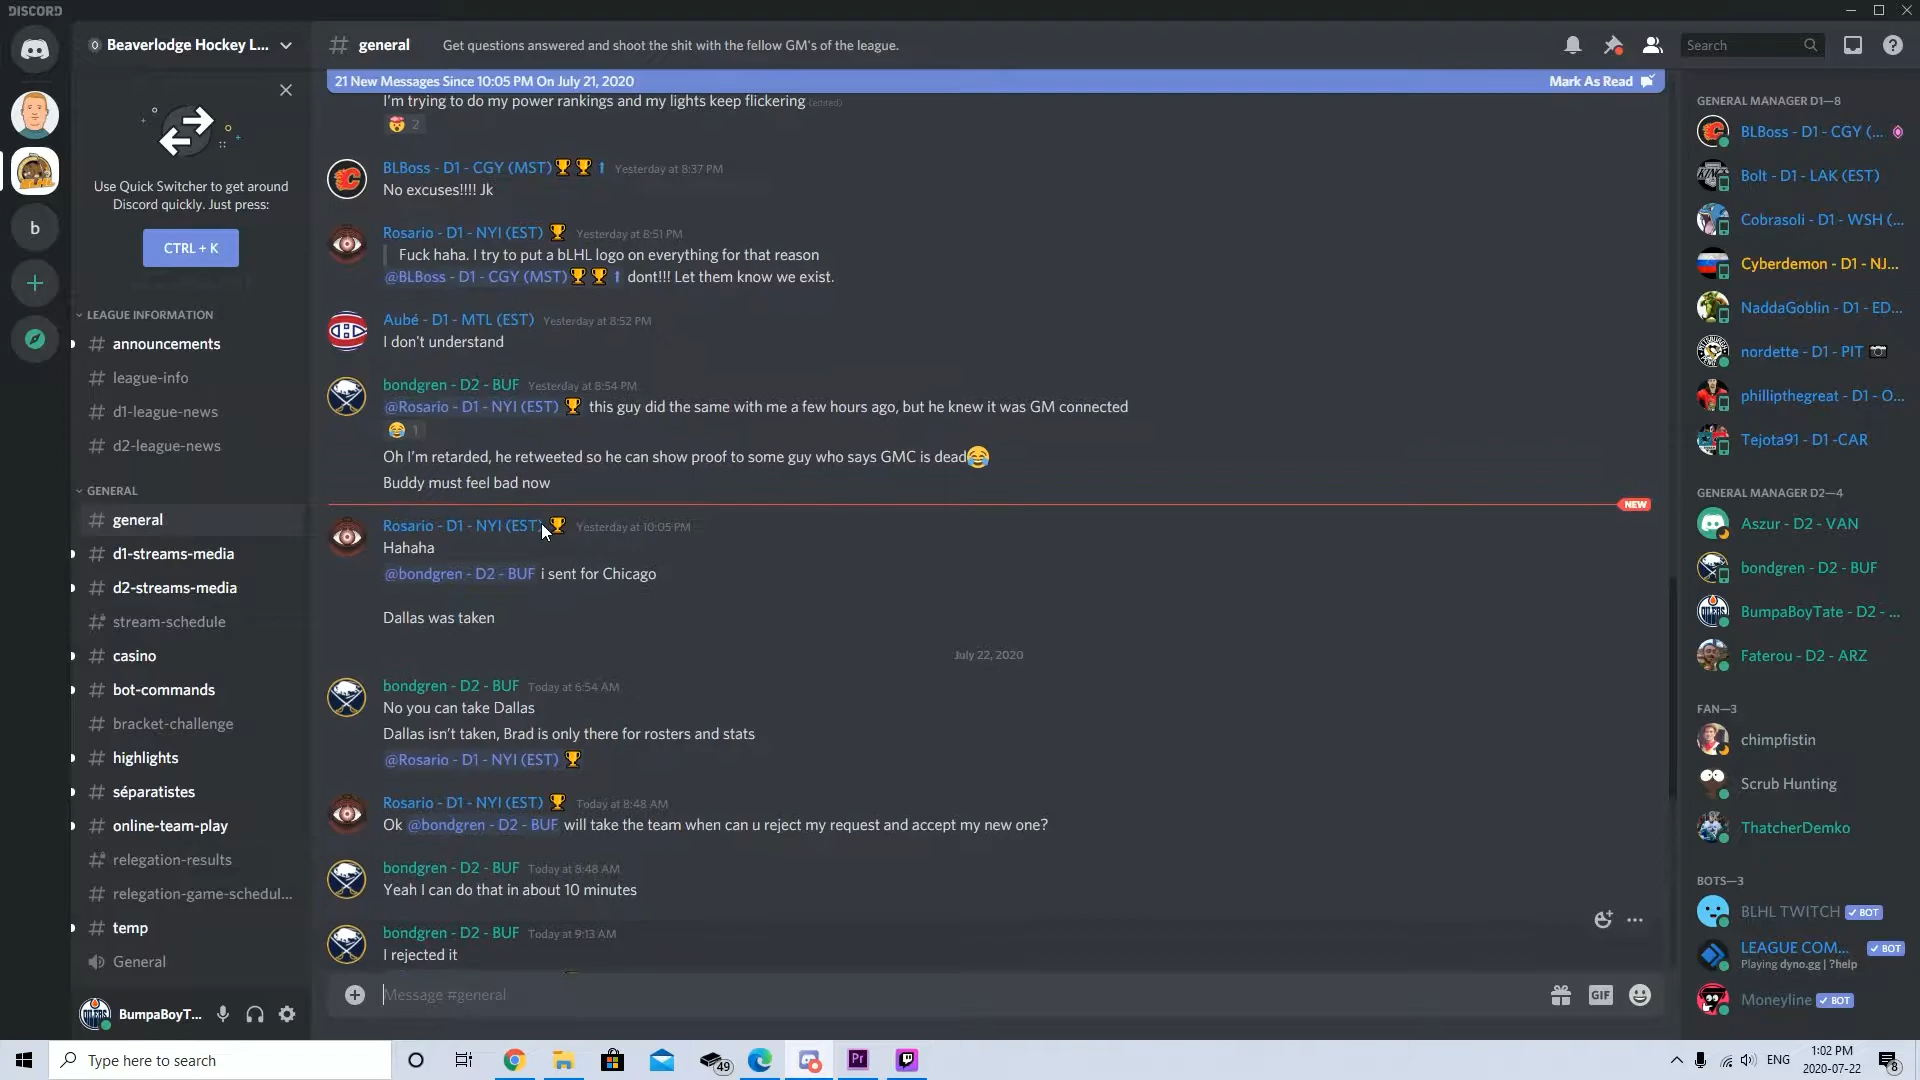 DISCORD
Beaverlodge Hockey L...
general
Get questions answered and shoot the shit with the fellow GM's of the league.
Search
21 New Messages Since 10:05 PM On July 21, 2020
Mark As Read
Use Quick Switcher to get around
Discord quickly. Just press:
CTRL + K
b
LEAGUE INFORMATION
announcements
league-info
d1-league-news
d2-league-news
GENERAL
general
d1-streams-media
d2-streams-media
stream-schedule
casino
bot-commands
bracket-challenge
highlights
séparatistes
online-team-play
relegation-results
relegation-game-schedul...
temp
General
BumpaBoyT...
I'm trying to do my power rankings and my lights keep flickering (edited)
2
BLBoss - D1 - CGY (MST) Yesterday at 8:37 PM
No excuses!!!! Jk
Rosario - D1 - NYI (EST) Yesterday at 8:51 PM
Fuck haha. I try to put a bLHL logo on everything for that reason
@BLBoss - D1 - CGY (MST) dont!!! Let them know we exist.
Aubé - D1 - MTL (EST) Yesterday at 8:52 PM
I don't understand
bondgren - D2 - BUF Yesterday at 8:54 PM
@Rosario - D1 - NYI (EST) this guy did the same with me a few hours ago, but he knew it was GM connected
1
Oh I'm retarded, he retweeted so he can show proof to some guy who says GMC is dead
Buddy must feel bad now
NEW
Rosario - D1 - NYI (EST) Yesterday at 10:05 PM
Hahaha
@bondgren - D2 - BUF i sent for Chicago
Dallas was taken
July 22, 2020
bondgren - D2 - BUF Today at 6:54 AM
No you can take Dallas
Dallas isn't taken, Brad is only there for rosters and stats
@Rosario - D1 - NYI (EST)
Rosario - D1 - NYI (EST) Today at 8:48 AM
Ok @bondgren - D2 - BUF will take the team when can u reject my request and accept my new one?
bondgren - D2 - BUF Today at 8:48 AM
Yeah I can do that in about 10 minutes
bondgren - D2 - BUF Today at 9:13 AM
I rejected it
Message #general
GIF
GENERAL MANAGER D1—8
BLBoss - D1 - CGY (...
Bolt - D1 - LAK (EST)
Cobrasoli - D1 - WSH (...
Cyberdemon - D1 - NJ...
NaddaGoblin - D1 - ED...
nordette - D1 - PIT
phillipthegreat - D1 - O...
Tejota91 - D1 -CAR
GENERAL MANAGER D2—4
Aszur - D2 - VAN
bondgren - D2 - BUF
BumpaBoyTate - D2 - ...
Faterou - D2 - ARZ
FAN—3
chimpfistin
Scrub Hunting
ThatcherDemko
BOTS—3
BLHL TWITCH BOT
LEAGUE COM... BOT
Playing dyno.gg | ?help
Moneyline BOT
Type here to search
49
Pr
ENG
1:02 PM
2020-07-22
8